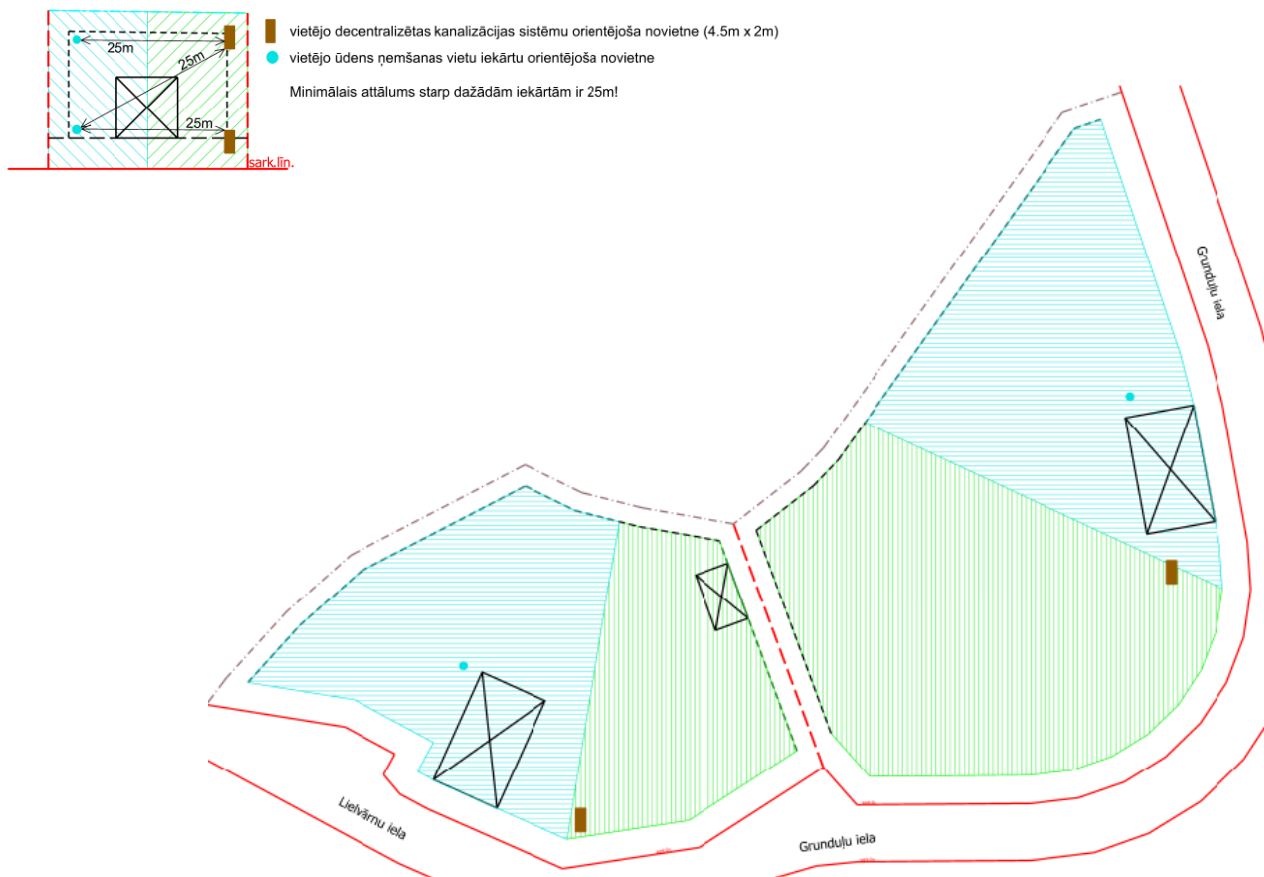 vietējo decentralizētas kanalizācijas sistēmu orientējoša novietne (4.5m x 2m)
vietējo ūdens ņemšanas vietu iekārtu orientējoša novietne
Minimālais attālums starp dažādām iekārtām ir 25m!
25m
25m
25m
sark.līn.
Grunduļu iela
Lielvārnu iela
Grunduļu iela